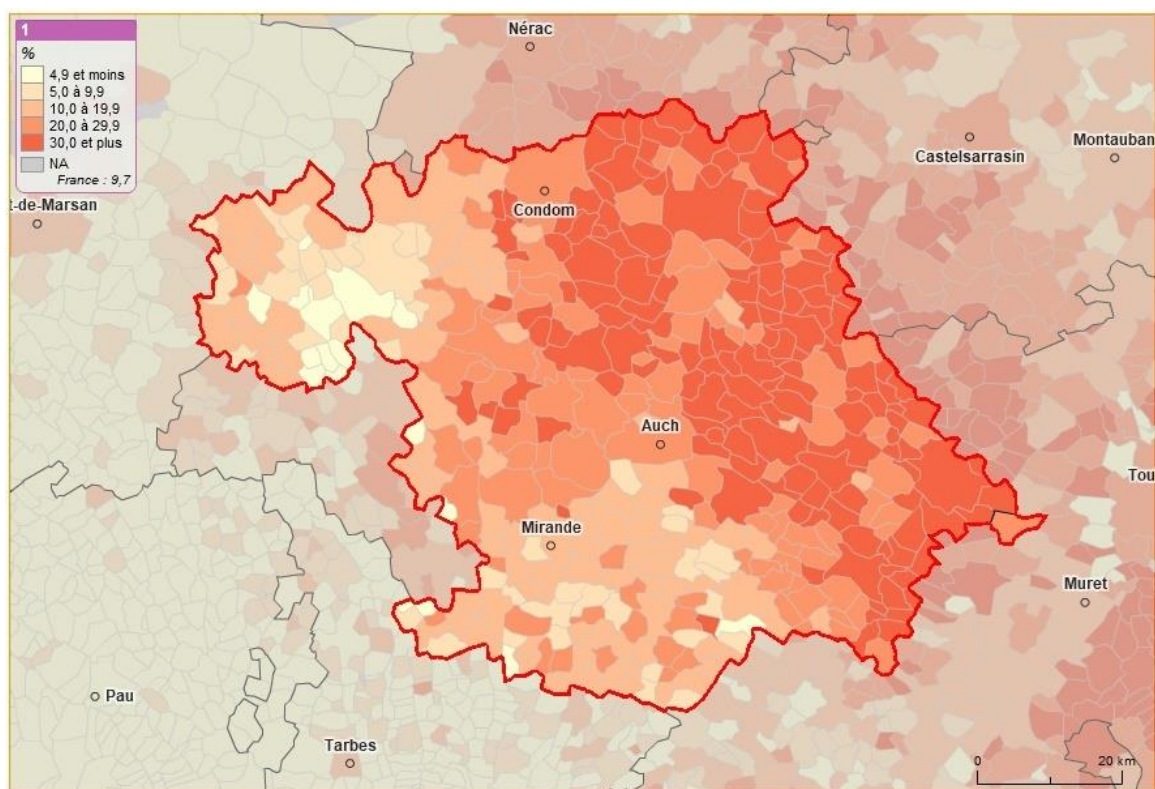 1
%
4,9 et moins
5,0 à 9,9
10,0 à 19,9
20,0 à 29,9
30,0 et plus
NA
France : 9,7
Nérac
Montauban
Castelsarrasin
t-de-Marsan
Condom
Auch
Tou
Mirande
Muret
Pau
Tarbes
0 20 km